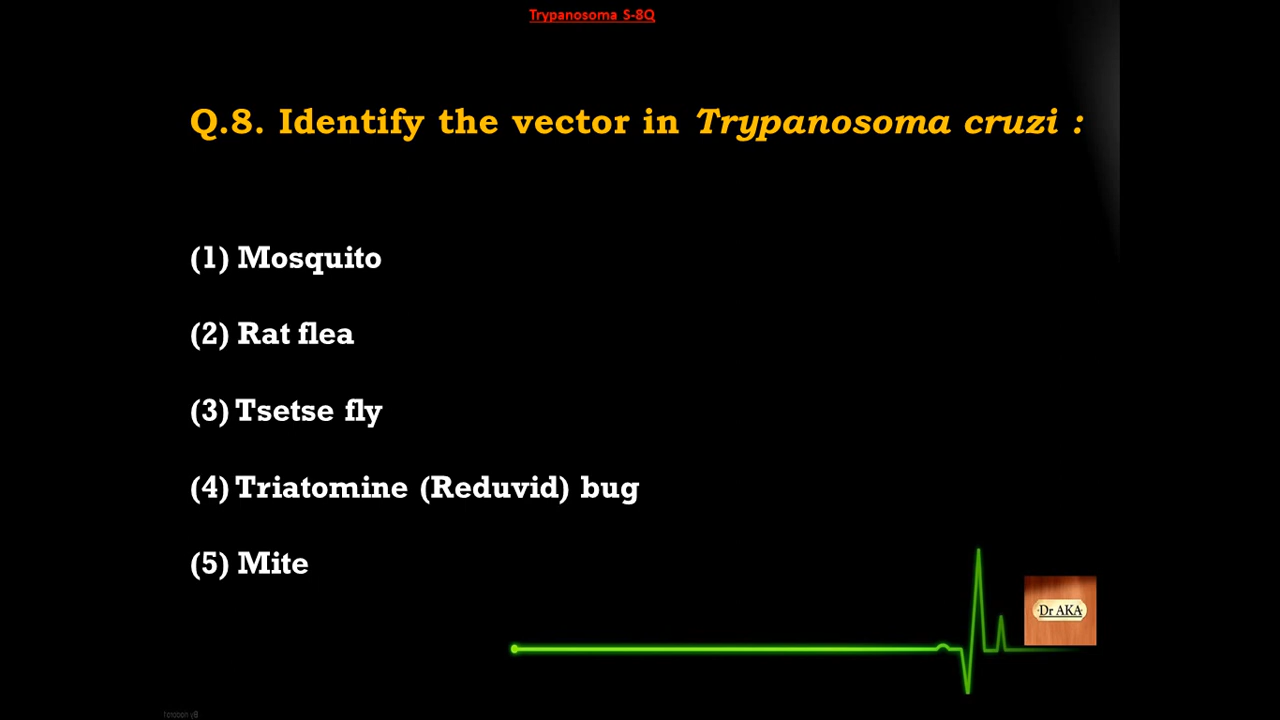 Trypanosoma S-8Q
Q.8. Identify the vector in Trypanosoma cruzi :
(1) Mosquito
(2) Rat flea
(3) Tsetse fly
(4) Triatomine (Reduvid) bug
(5) Mite
Dr AKA